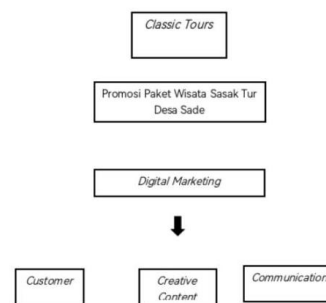 Classic Tours
Promosi Paket Wisata Sasak Tur
Desa Sade
Digital Marketing
Customer
Creative
Content
Communication